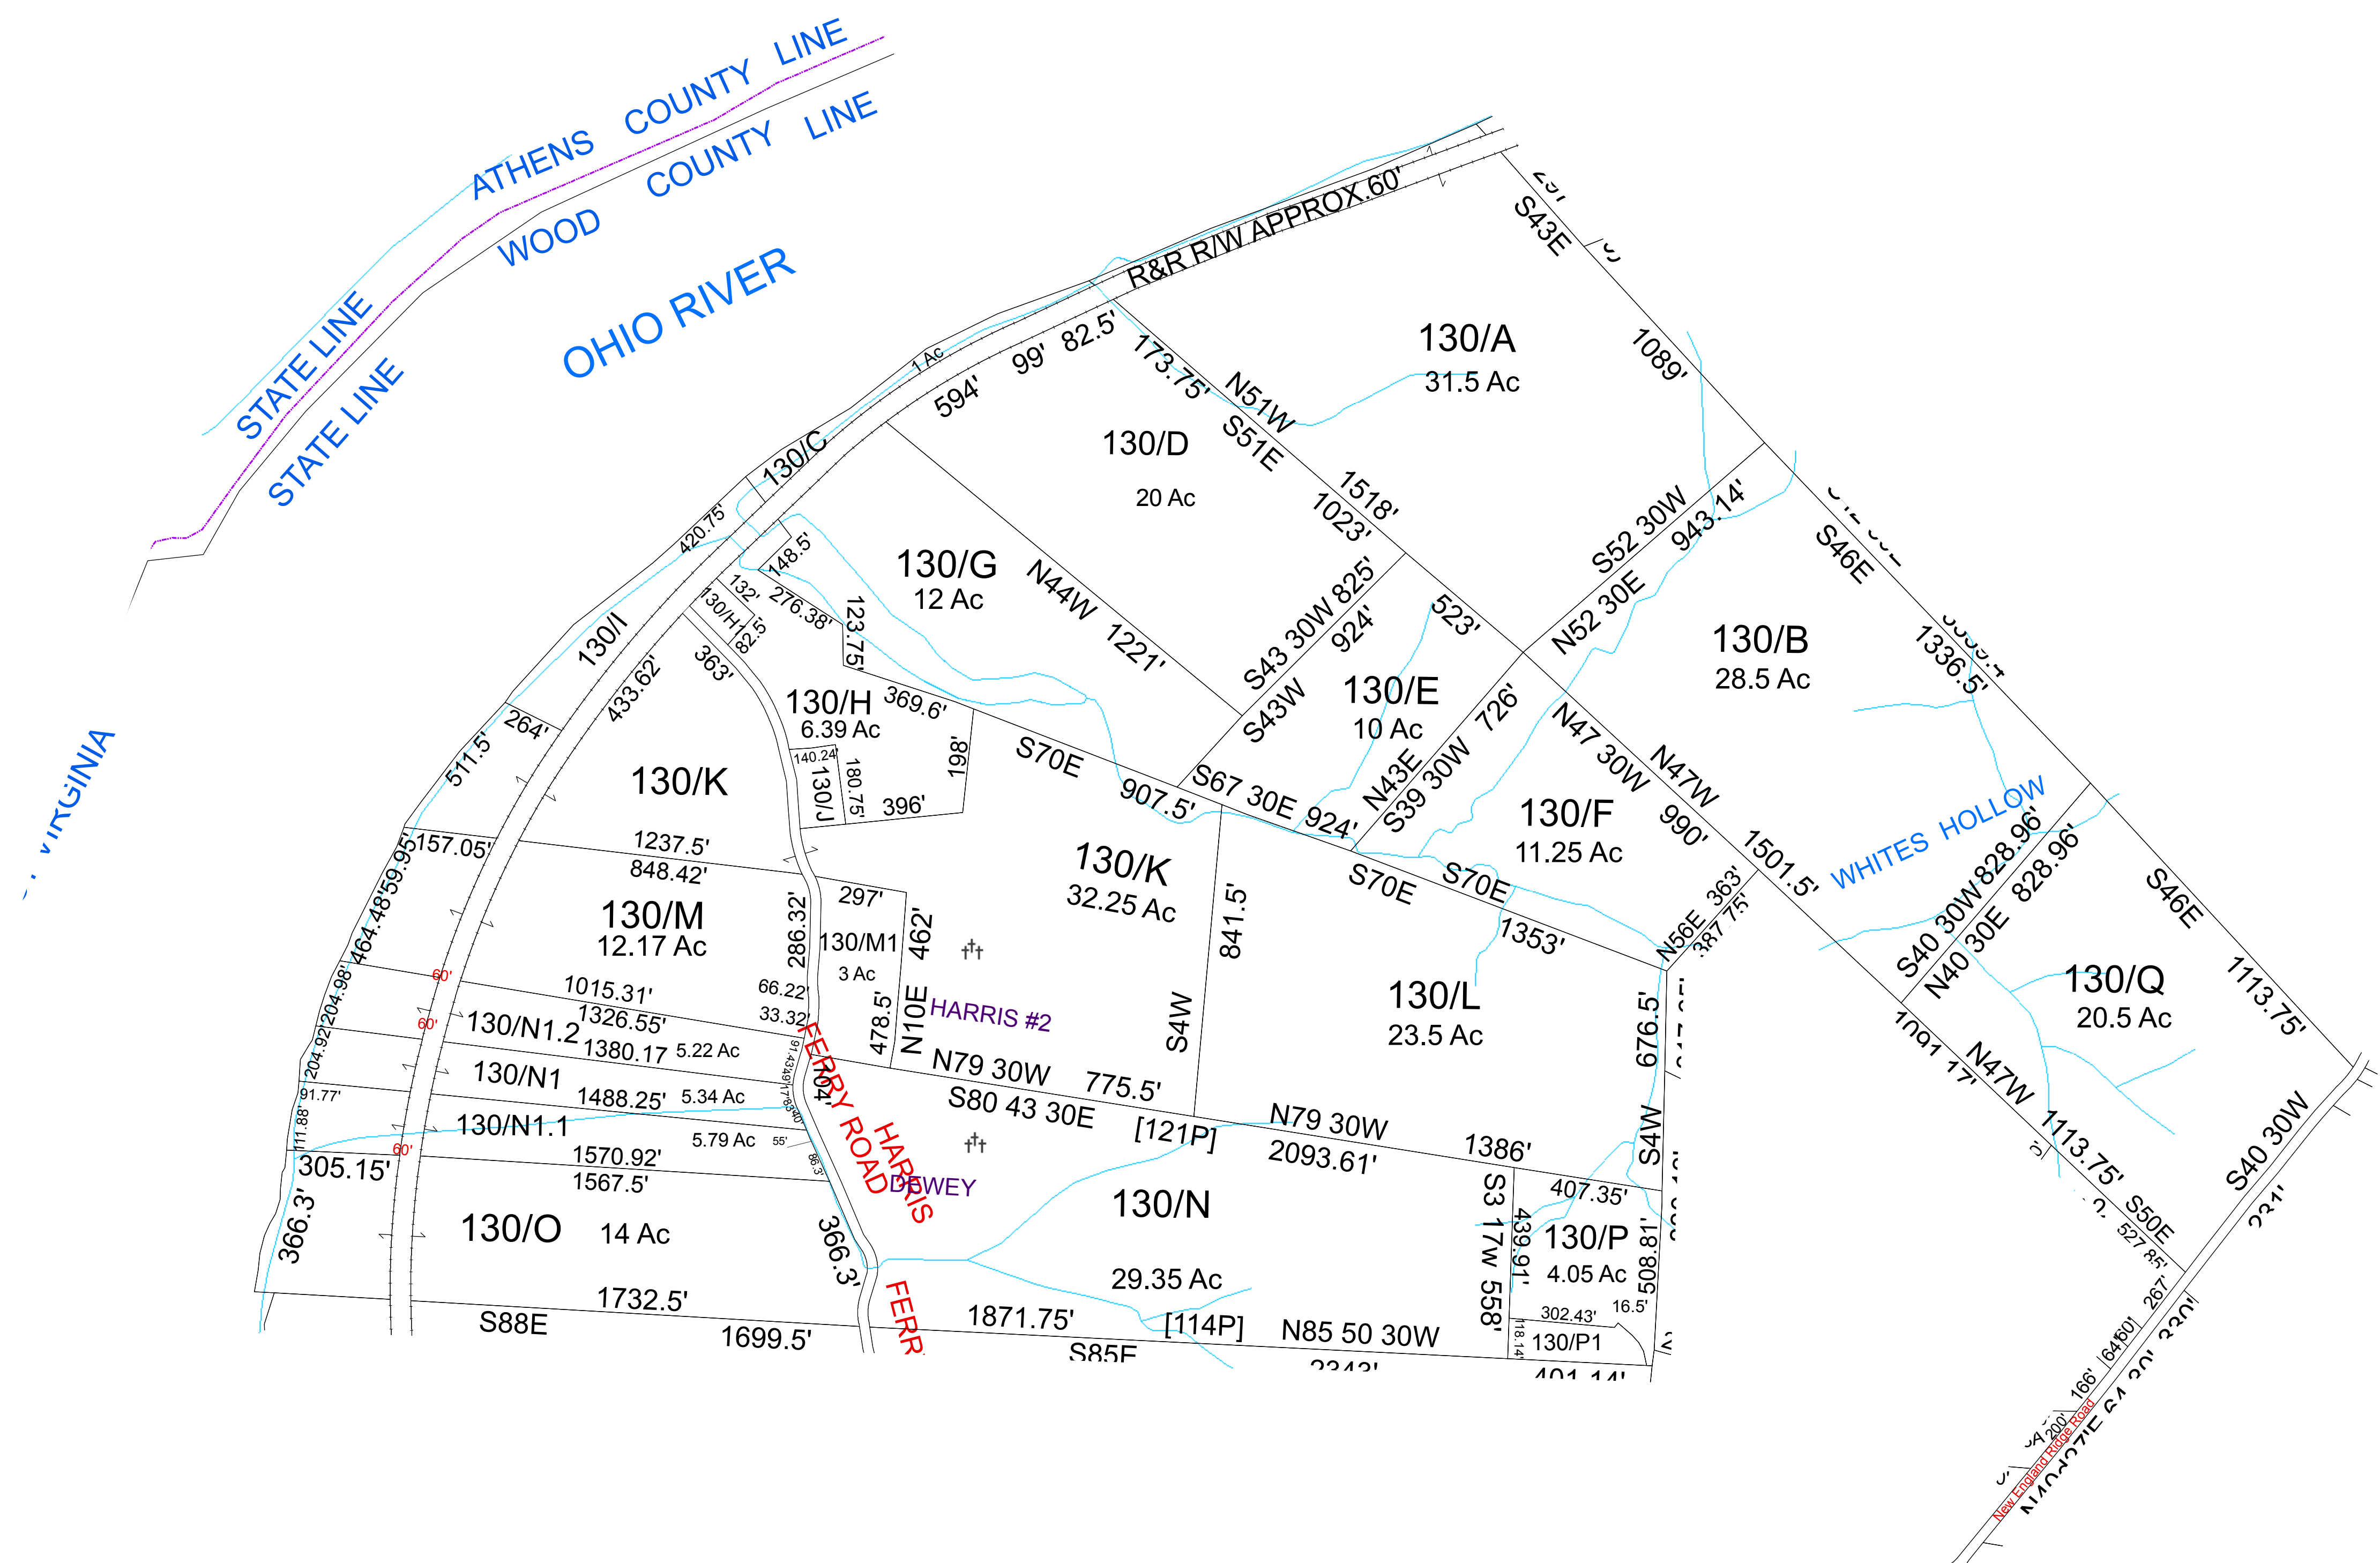 ATHENS COUNTY LINE
WOOD COUNTY LINE
STATE LINE
STATE LINE
OHIO RIVER
R&R R/W APPROX.60'
S43E
1089'
130/A
31.5 Ac
1 Ac
594'
99'
82.5'
173.75'
N51W
S51E
1518'
1023'
130/D
20 Ac
130/C
420.75'
148.5'
132'
130/H1
82.5
276.38'
123.75'
130/G
12 Ac
N44W 1221'
S43 30W 825'
924'
S43W
523'
S52 30W
943.14'
N52 30E
S46E
1336.5'
130/B
28.5 Ac
130/E
10 Ac
726'
N43E
S39 30W
130/I
433.62'
363'
264'
511.5'
130/H
6.39 Ac
369.6'
198'
140.24'
130/J
180.75'
396'
130/K
S70E
907.5'
S67 30E 924'
130/F
11.25 Ac
N47 30W
990'
N47W
1501.5'
WHITES HOLLOW
S40 30W 828.96'
N40 30E 828.96'
S46E
1113.75'
130/Q
20.5 Ac
157.05'
59.95'
464.48'
1237.5'
848.42'
130/M
12.17 Ac
286.32'
297'
462'
130/M1
3 Ac
478.5'
N10E
130/K
32.25 Ac
HARRIS #2
841.5'
S4W
S70E
S70E
1353'
N56E 363'
130/L
23.5 Ac
676.5'
S4W
60'
204.98'
1015.31'
66.22'
33.32'
60'
130/N1.2
1326.55'
5.22 Ac
1380.17
204.92'
130/N1
5.34 Ac
1488.25'
91.77'
111.88'
130/N1.1
5.79 Ac
55'
86.3'
60'
305.15'
1570.92'
1567.5'
91.43'
704'
FERRY ROAD
HARRIS
DEWEY
N79 30W 775.5'
S80 43 30E
[121P]
N79 30W
2093.61'
1386'
N47W
1113.75'
S50E
S40 30W
366.3'
130/O
14 Ac
366.3'
130/N
29.35 Ac
S3 17w 558'
407.35'
439.91'
130/P
4.05 Ac
508.81'
302.43'
16.5'
118.14'
130/P1
1732.5'
S88E
1699.5'
1871.75'
[114P]
N85 50 30W
S85E
267'
60'
64'
166'
200'
New England Ridge Road